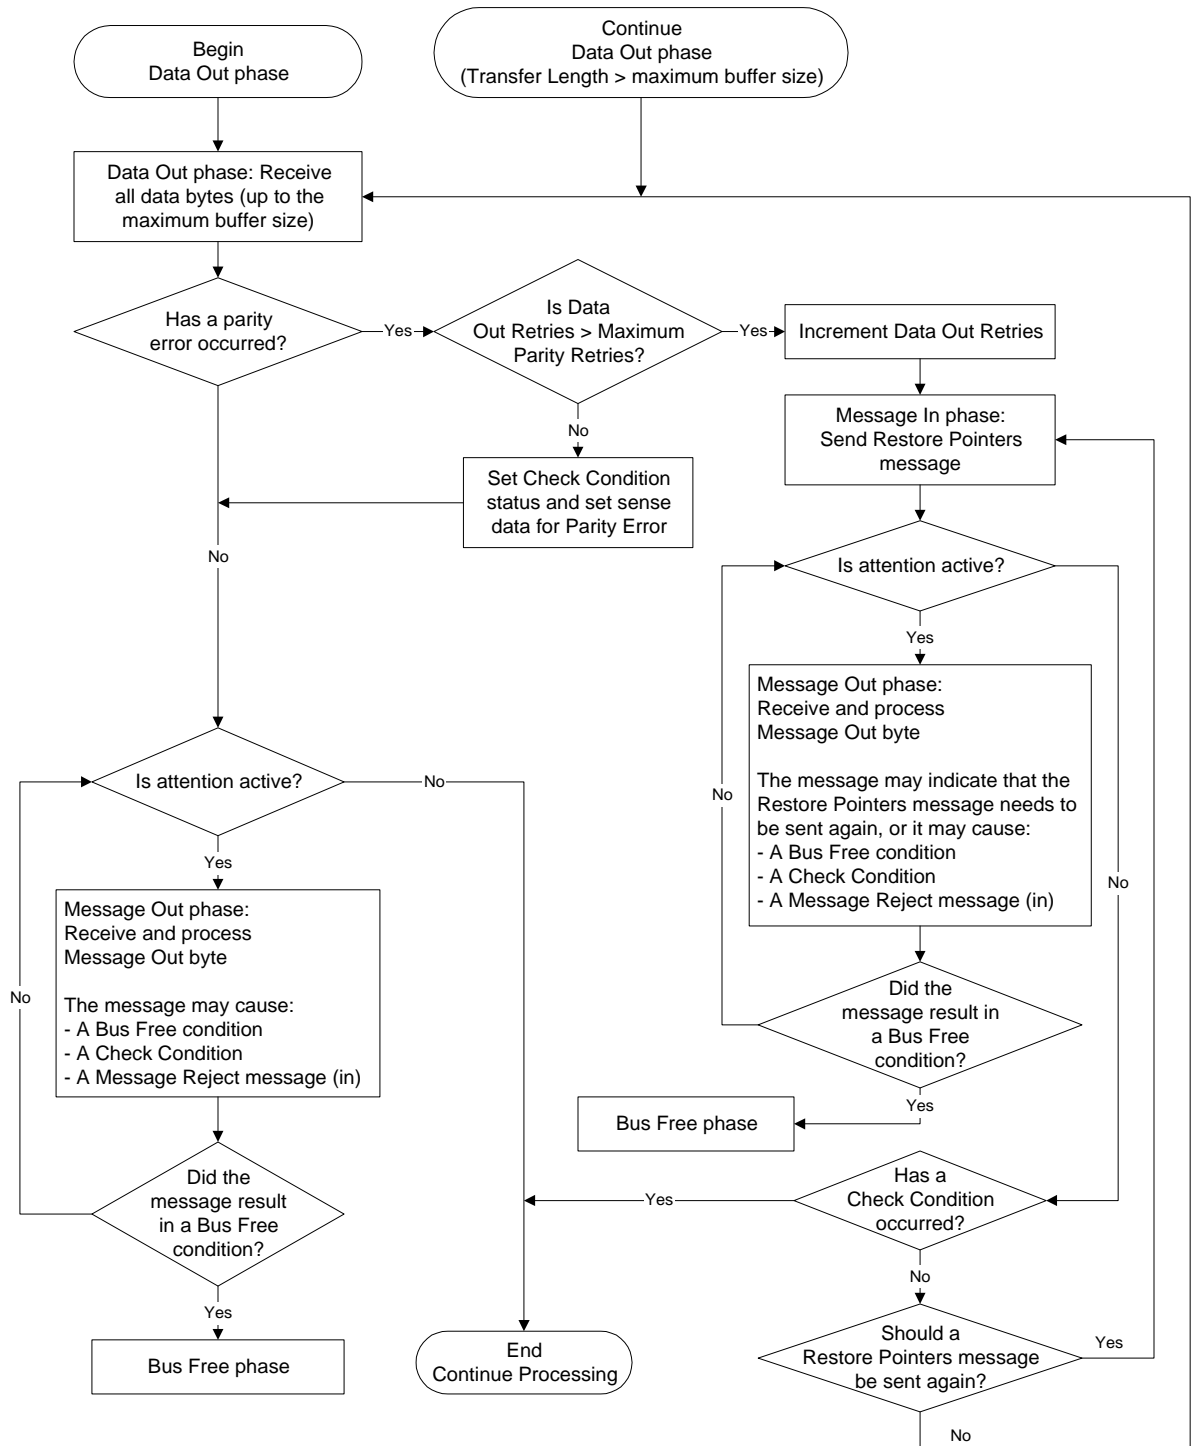 Begin
Data Out phase
Continue
Data Out phase
(Transfer Length > maximum buffer size)
Data Out phase: Receive
all data bytes (up to the
maximum buffer size)
Has a parity
error occurred?
Yes
Is Data
Out Retries > Maximum
Parity Retries?
Yes
Increment Data Out Retries
No
Set Check Condition
status and set sense
data for Parity Error
Message In phase:
Send Restore Pointers
message
No
Is attention active?
Yes
Message Out phase:
Receive and process
Message Out byte
The message may indicate that the
Restore Pointers message needs to
be sent again, or it may cause:
- A Bus Free condition
- A Check Condition
- A Message Reject message (in)
No
No
Did the
message result in
a Bus Free
condition?
Yes
Bus Free phase
Is attention active?
No
Yes
Message Out phase:
Receive and process
Message Out byte
The message may cause:
- A Bus Free condition
- A Check Condition
- A Message Reject message (in)
No
Did the
message result
in a Bus Free
condition?
Yes
Bus Free phase
Has a
Check Condition
occurred?
Yes
No
Should a
Restore Pointers message
be sent again?
Yes
No
End
Continue Processing